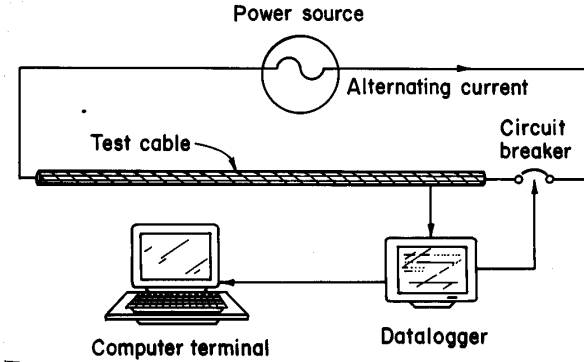 Power source
Alternating current
Circuit
breaker
Test cable
Computer terminal
Datalogger